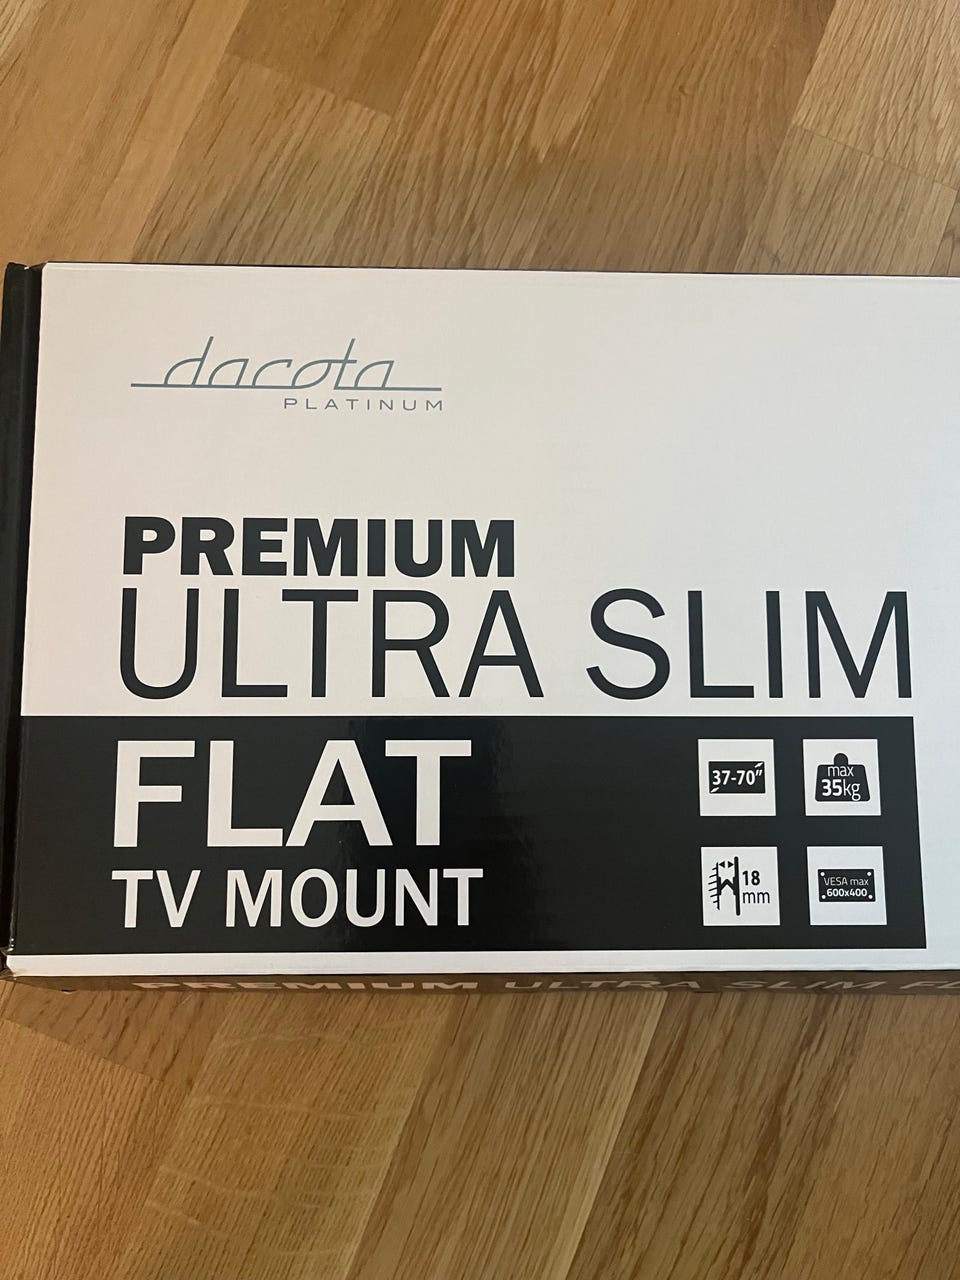 dacota
PLATINUM
PREMIUM
ULTRA SLIM
FLAT
TV MOUNT
37-70"
max
35kg
18
mm
VESA max
600x400
PREMIUM ULTRA SLIM